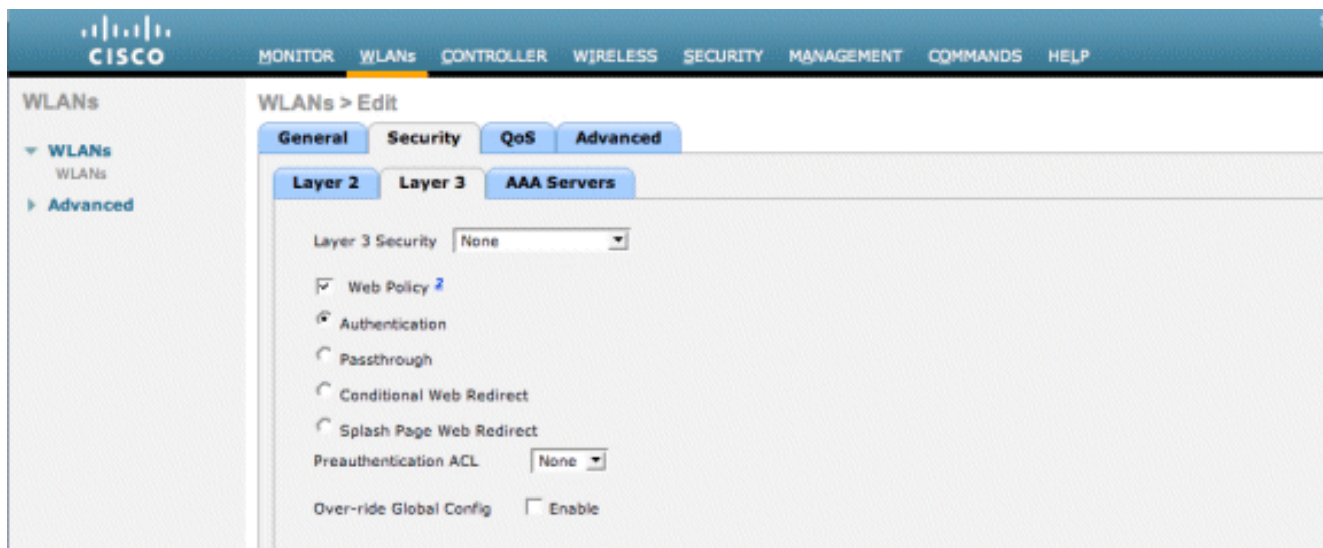 CISCO
MONITOR WLANs CONTROLLER WIRELESS SECURITY MANAGEMENT COMMANDS HELP
WLANs
WLANs
WLANs
Advanced
WLANs > Edit
General Security QoS Advanced
Layer 2 Layer 3 AAA Servers
Layer 3 Security None
Web Policy 2
Authentication
Passthrough
Conditional Web Redirect
Splash Page Web Redirect
Preauthentication ACL None
Over-ride Global Config Enable